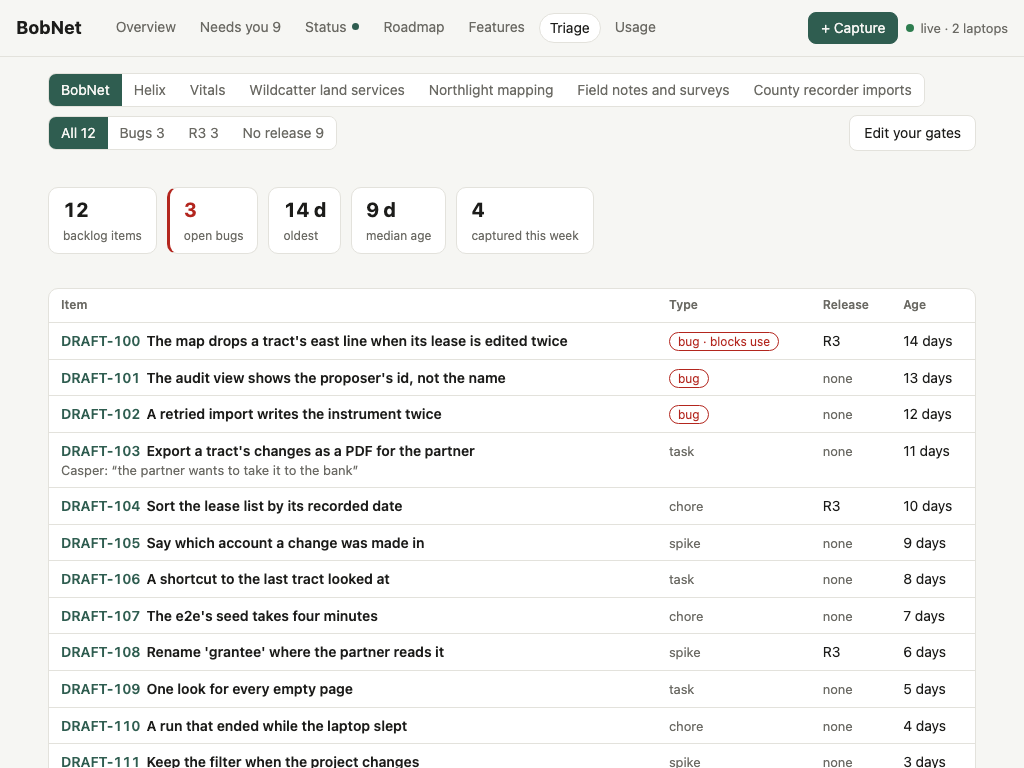 BobNet Overview Needs you 9 Status Roadmap Features Triage Usage + Capture live · 2 laptops
BobNet Helix Vitals Wildcatter land services Northlight mapping Field notes and surveys County recorder imports
All 12 Bugs 3 R3 3 No release 9 Edit your gates
12 3 14 d 9 d 4
backlog items open bugs oldest median age captured this week
Item Type Release Age
DRAFT-100 The map drops a tract's east line when its lease is edited twice bug · blocks use R3 14 days
DRAFT-101 The audit view shows the proposer's id, not the name bug none 13 days
DRAFT-102 A retried import writes the instrument twice bug none 12 days
DRAFT-103 Export a tract's changes as a PDF for the partner task none 11 days
Casper: “the partner wants to take it to the bank”
DRAFT-104 Sort the lease list by its recorded date chore R3 10 days
DRAFT-105 Say which account a change was made in spike none 9 days
DRAFT-106 A shortcut to the last tract looked at task none 8 days
DRAFT-107 The e2e's seed takes four minutes chore none 7 days
DRAFT-108 Rename 'grantee' where the partner reads it spike R3 6 days
DRAFT-109 One look for every empty page task none 5 days
DRAFT-110 A run that ended while the laptop slept chore none 4 days
DRAFT-111 Keep the filter when the project changes spike none 3 days